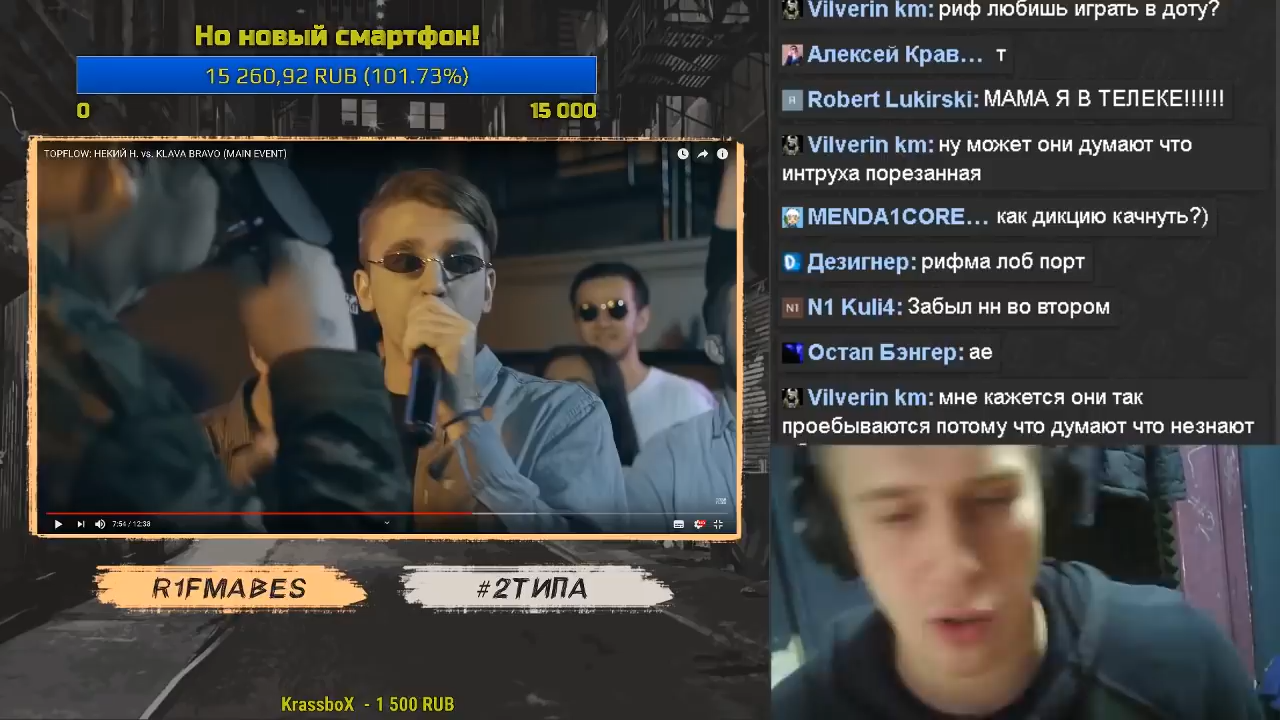 Но новый смартфон!
15 260,92 RUB (101.73%)
0
15 000
TOPFLOW: НЕКИЙ Н. vs. KLAVA BRAVO (MAIN EVENT)
7:54 / 12:38
R1FMABES
#2ТИПА
KrassboX - 1 500 RUB
Vilverin km: риф любишь играть в доту?
Алексей Крав... т
Robert Lukirski: МАМА Я В ТЕЛЕКЕ!!!!!!
Vilverin km: ну может они думают что
интруха порезанная
MENDA1CORE... как дикцию качнуть?)
Дезигнер: рифма лоб порт
N1 Kuli4: Забыл нн во втором
Остап Бэнгер: ае
Vilverin km: мне кажется они так
проебываются потому что думают что незнают